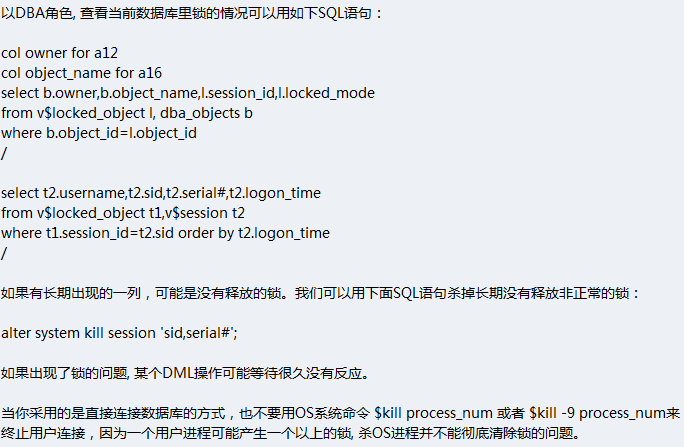 以DBA角色, 查看当前数据库里锁的情况可以用如下SQL语句：
col owner for a12
col object_name for a16
select b.owner,b.object_name,l.session_id,l.locked_mode
from v$locked_object l, dba_objects b
where b.object_id=l.object_id
/
select t2.username,t2.sid,t2.serial#,t2.logon_time
from v$locked_object t1,v$session t2
where t1.session_id=t2.sid order by t2.logon_time
/
如果有长期出现的一列，可能是没有释放的锁。我们可以用下面SQL语句杀掉长期没有释放非正常的锁：
alter system kill session 'sid,serial#';
如果出现了锁的问题, 某个DML操作可能等待很久没有反应。
当你采用的是直接连接数据库的方式，也不要用OS系统命令 $kill process_num 或者 $kill -9 process_num来
终止用户连接，因为一个用户进程可能产生一个以上的锁, 杀OS进程并不能彻底清除锁的问题。